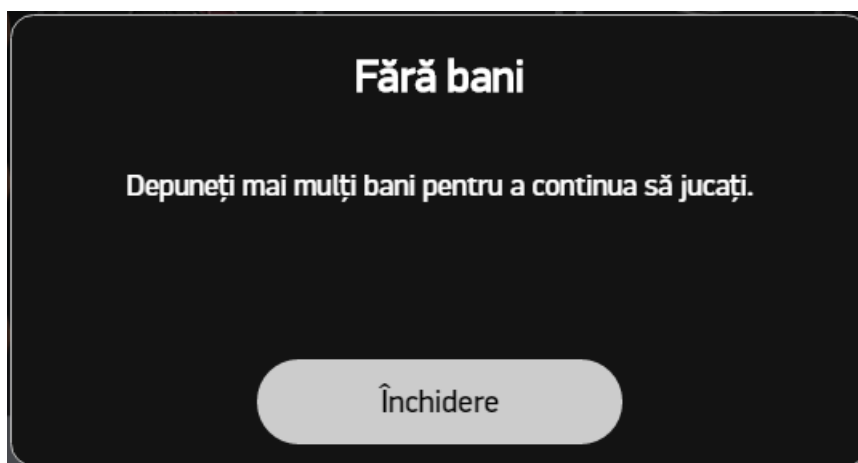 Fără bani
Depuneți mai mulți bani pentru a continua să jucați.
Închidere